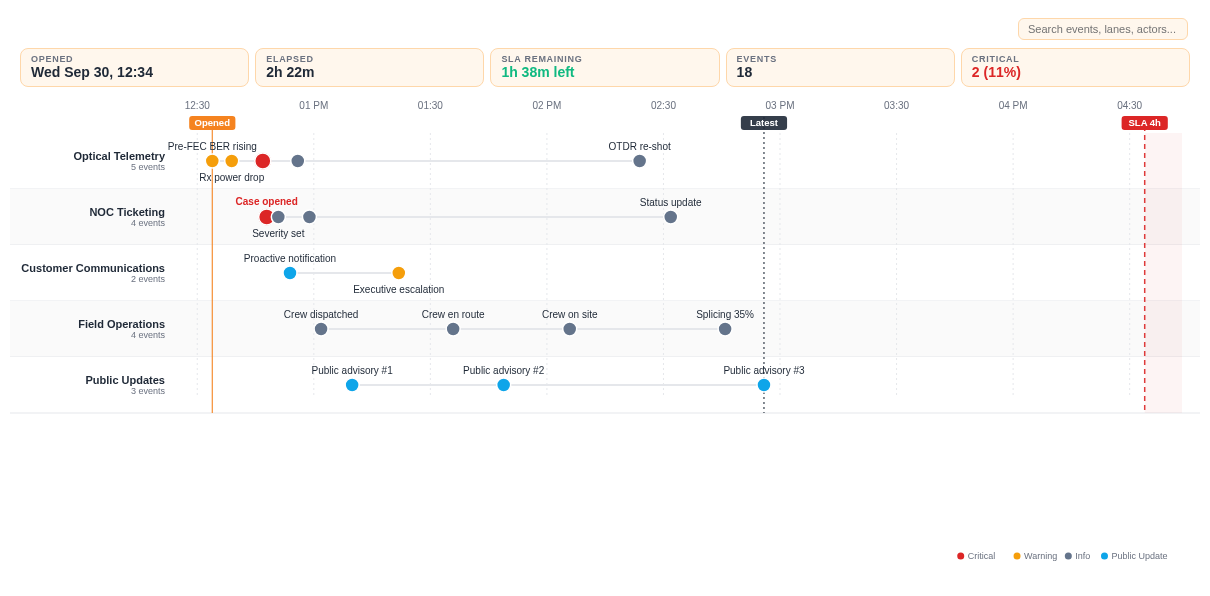 Search events, lanes, actors...
OPENED
Wed Sep 30, 12:34
ELAPSED
2h 22m
SLA REMAINING
1h 38m left
EVENTS
18
CRITICAL
2 (11%)
12:30
01 PM
01:30
02 PM
02:30
03 PM
03:30
04 PM
04:30
Opened
Latest
SLA 4h
Optical Telemetry
5 events
Pre-FEC BER rising
Rx power drop
OTDR re-shot
NOC Ticketing
4 events
Case opened
Severity set
Status update
Customer Communications
2 events
Proactive notification
Executive escalation
Field Operations
4 events
Crew dispatched
Crew en route
Crew on site
Splicing 35%
Public Updates
3 events
Public advisory #1
Public advisory #2
Public advisory #3
Critical
Warning
Info
Public Update